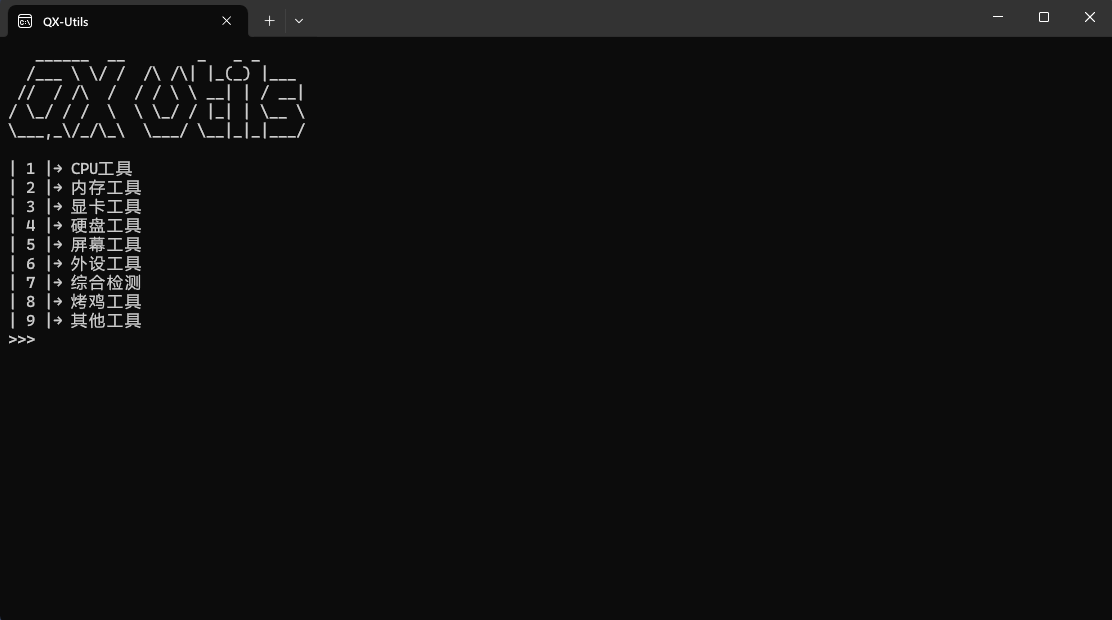 QX-Utils
QX Utils
| 1 |→ CPU工具
| 2 |→ 内存工具
| 3 |→ 显卡工具
| 4 |→ 硬盘工具
| 5 |→ 屏幕工具
| 6 |→ 外设工具
| 7 |→ 综合检测
| 8 |→ 烤鸡工具
| 9 |→ 其他工具
>>>